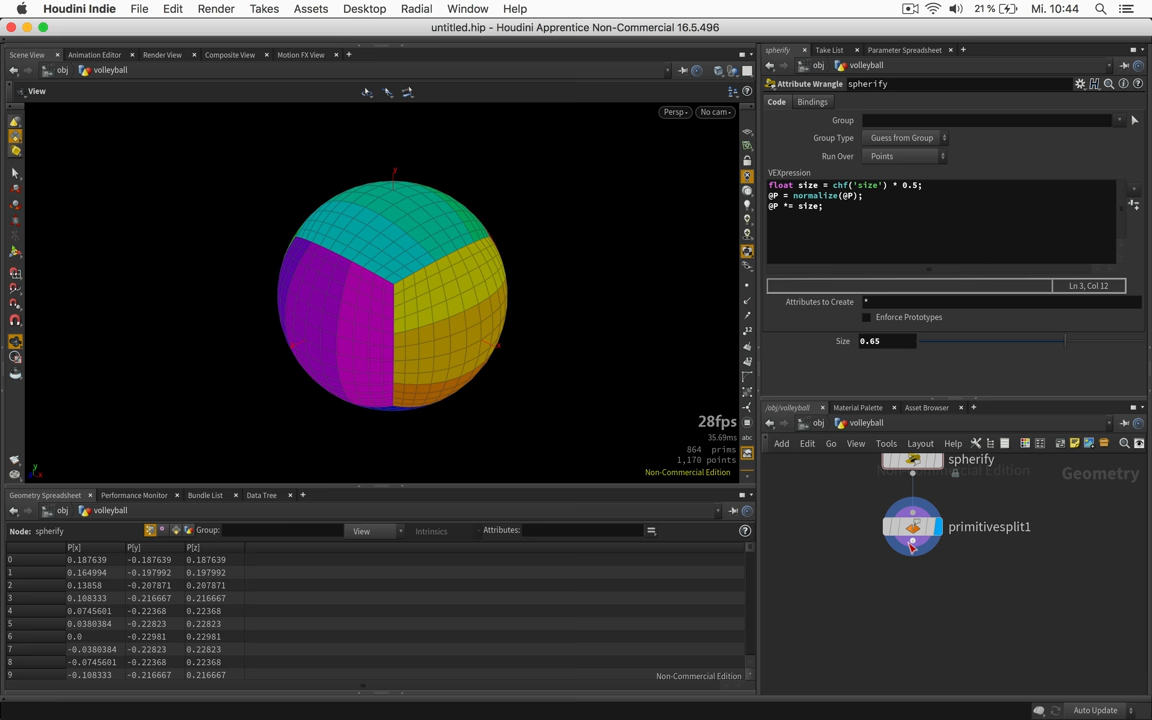 Houdini Indie File Edit Render Takes Assets Desktop Radial Window Help 21 % Mi. 10:44
untitled.hip - Houdini Apprentice Non-Commercial 16.5.496
Scene View Animation Editor Render View Composite View Motion FX View
obj volleyball
View
Persp No cam
y
x
28fps
35.69ms
864 prims
1,170 points
Non-Commercial Edition
abc
12
y
x
Geometry Spreadsheet Performance Monitor Bundle List Data Tree
obj volleyball
Node: spherify Group: View Intrinsics Attributes:
P[x] P[y] P[z]
0 0.187639 -0.187639 0.187639
1 0.164994 -0.197992 0.197992
2 0.13858 -0.207871 0.207871
3 0.108333 -0.216667 0.216667
4 0.0745601 -0.22368 0.22368
5 0.0380384 -0.22823 0.22823
6 0.0 -0.22981 0.22981
7 -0.0380384 -0.22823 0.22823
8 -0.0745601 -0.22368 0.22368
9 -0.108333 -0.216667 0.216667
Non-Commercial Edition
spherify Take List Parameter Spreadsheet
obj volleyball
Attribute Wrangle spherify
Code Bindings
Group
Group Type Guess from Group
Run Over Points
VEXpression
float size = chf('size') * 0.5;
@P = normalize(@P);
@P *= size;
Ln 3, Col 12
Attributes to Create *
Enforce Prototypes
Size 0.65
/obj/volleyball Material Palette Asset Browser
obj volleyball
Add Edit Go View Tools Layout Help
spherify
Non-Commercial Edition
Geometry
primitivesplit1
Auto Update